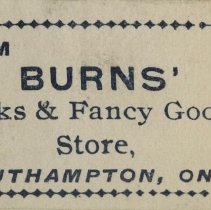 M
BURNS'
ks & Fancy Goo
Store,
UTHAMPTON, ON